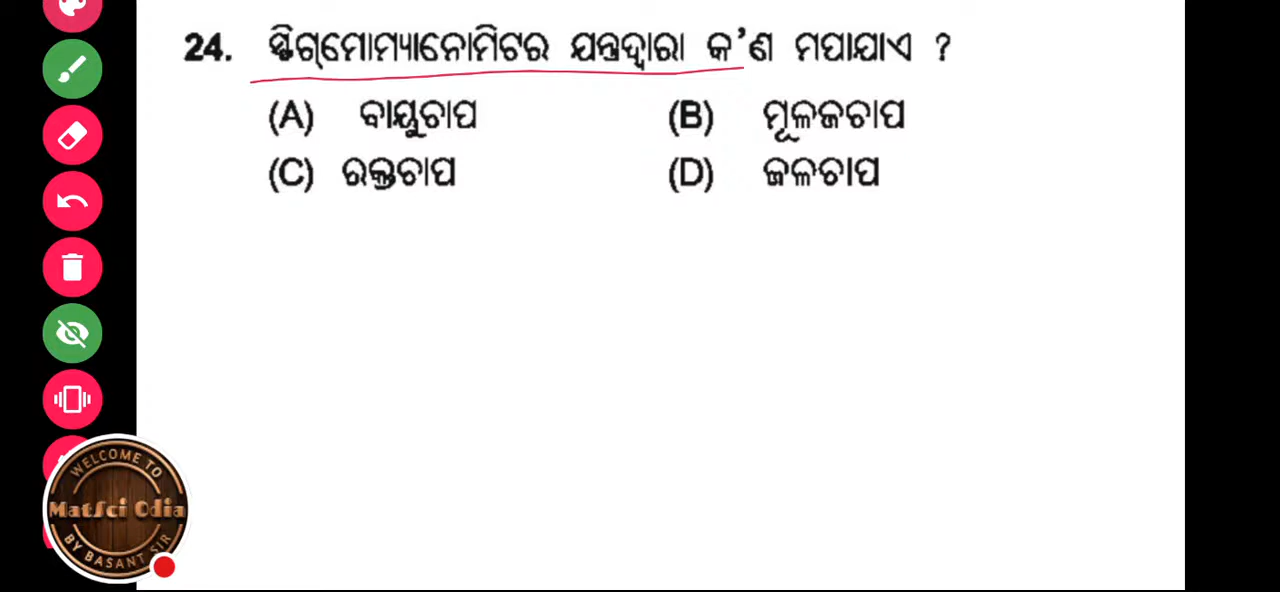 24. ସ୍ଫିଗ୍‌ମୋମ୍ୟାନୋମିଟର ଯନ୍ତ୍ରଦ୍ୱାରା କ'ଣ ମପାଯାଏ ?
(A) ବାୟୁଚାପ (B) ମୂଳଜଚାପ
(C) ରକ୍ତଚାପ (D) ଜଳଚାପ
WELCOME TO
MatSci Odia
BY BASANT SIR